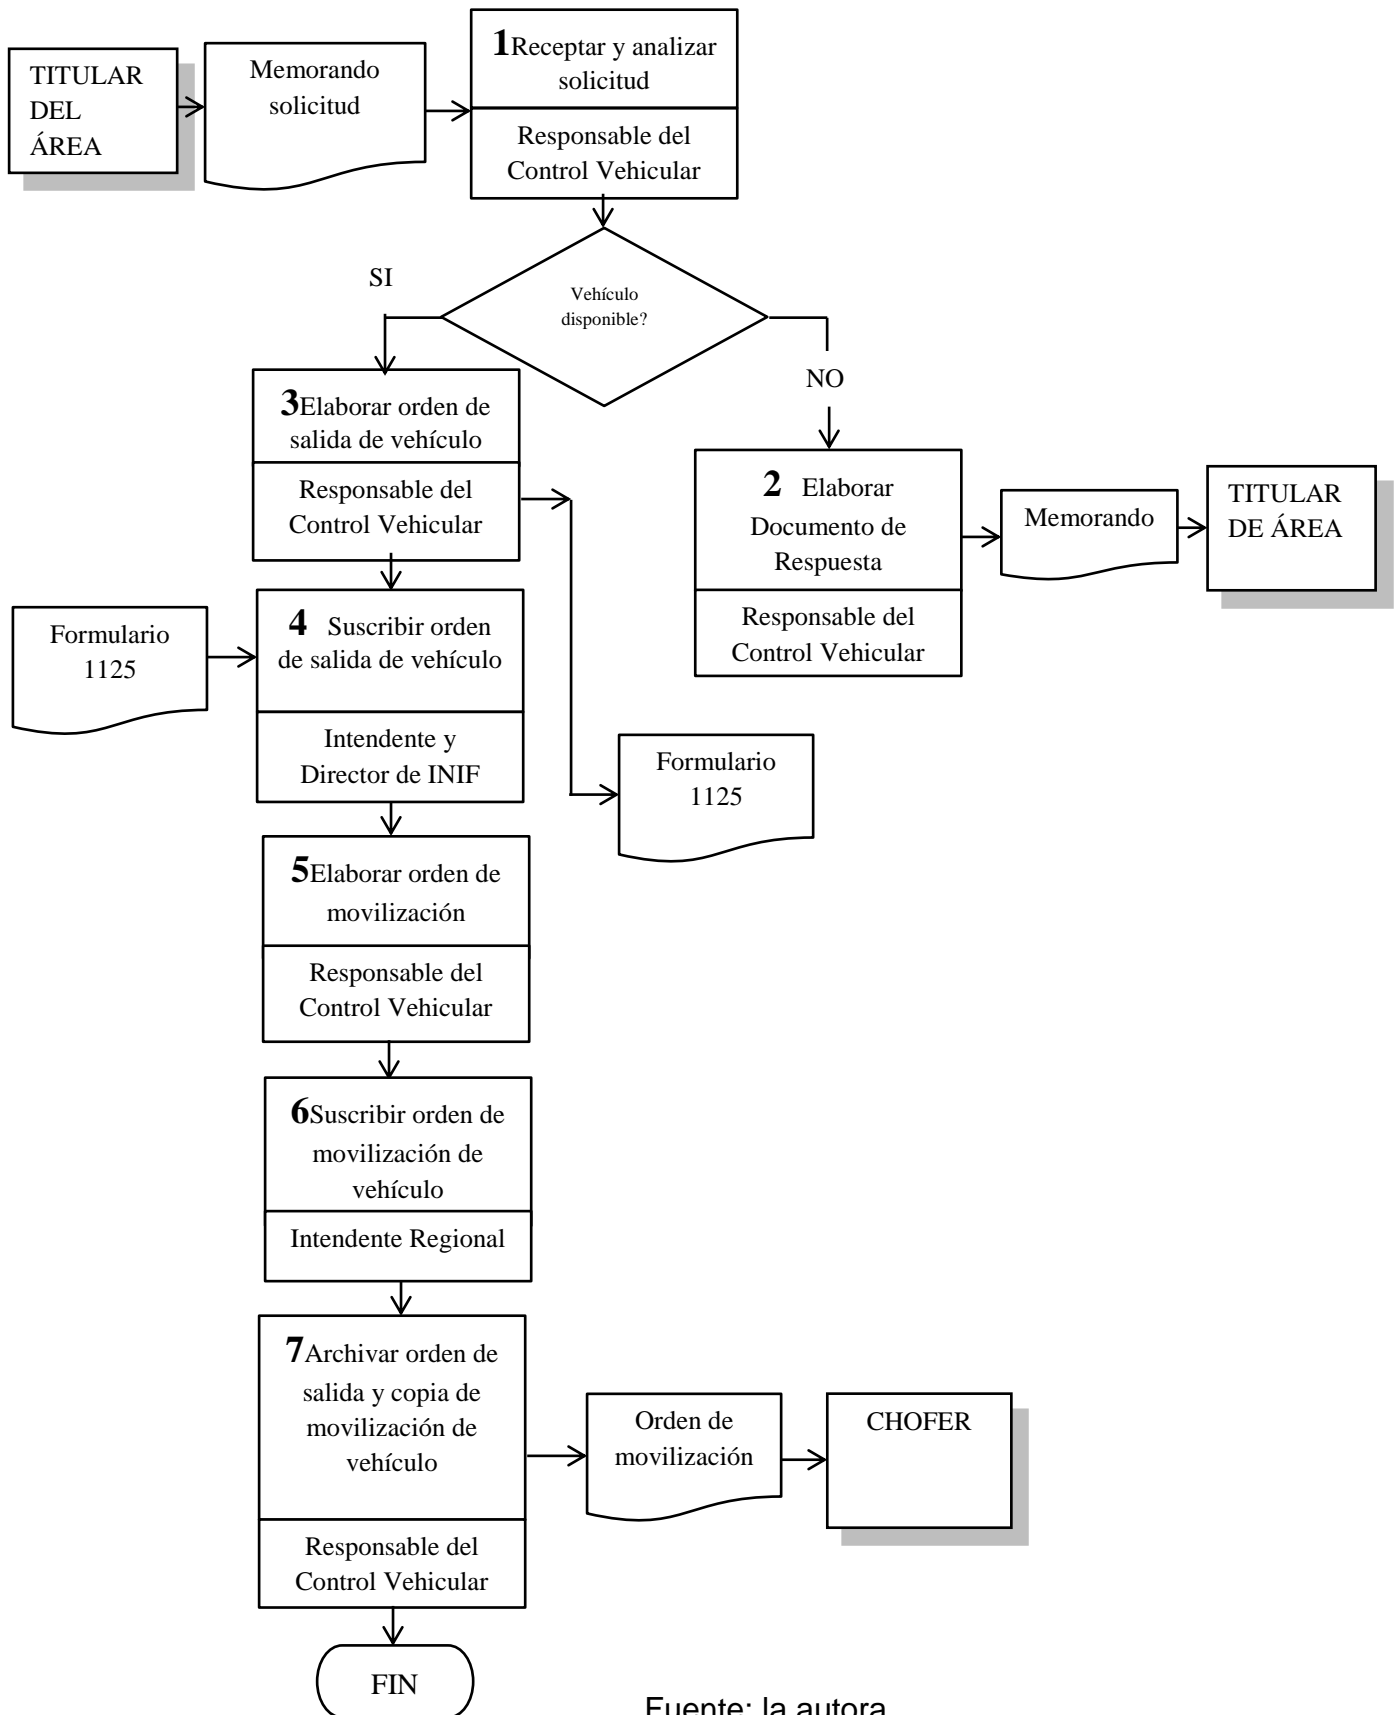 TITULAR
DEL
ÁREA
Memorando
solicitud
1Receptar y analizar
solicitud
Responsable del
Control Vehicular
Vehículo
disponible?
SI
NO
3Elaborar orden de
salida de vehículo
Responsable del
Control Vehicular
2 Elaborar
Documento de
Respuesta
Responsable del
Control Vehicular
Memorando
TITULAR
DE ÁREA
Formulario
1125
4 Suscribir orden
de salida de vehículo
Intendente y
Director de INIF
Formulario
1125
5Elaborar orden de
movilización
Responsable del
Control Vehicular
6Suscribir orden de
movilización de
vehículo
Intendente Regional
7Archivar orden de
salida y copia de
movilización de
vehículo
Responsable del
Control Vehicular
Orden de
movilización
CHOFER
FIN
Fuente: la autora